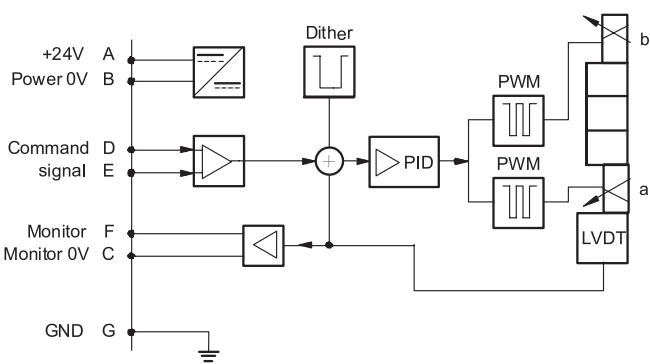 Dither
+24V A
Power 0V B
b
PWM
Command D
signal E
+
PID
PWM
a
Monitor F
Monitor 0V C
LVDT
GND G